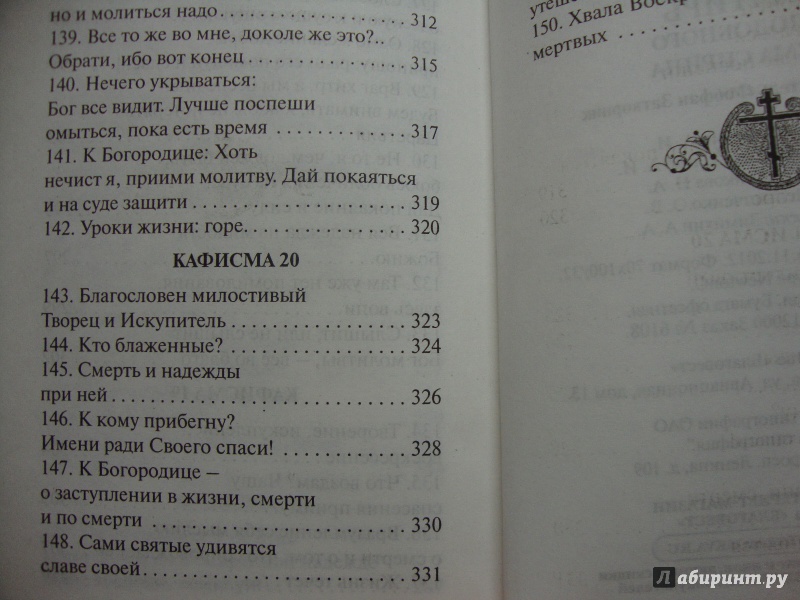 но и молиться надо ................ 312
139. Все то же во мне, доколе же это?..
Обрати, ибо вот конец ............. 315
140. Нечего укрываться:
Бог все видит. Лучше поспеши
омыться, пока есть время ............ 317
141. К Богородице: Хоть
нечист я, приими молитву. Дай покаяться
и на суде защити .................. 319
142. Уроки жизни: горе ............... 320
КАФИСМА 20
143. Благословен милостивый
Творец и Искупитель ............... 323
144. Кто блаженные? ................ 324
145. Смерть и надежды
при ней ......................... 326
146. К кому прибегну?
Имени ради Своего спаси! ............ 328
147. К Богородице –
о заступлении в жизни, смерти
и по смерти ...................... 330
148. Сами святые удивятся
славе своей ....................... 331
150. Хвала
мертвых ..........
Лабиринт.ру